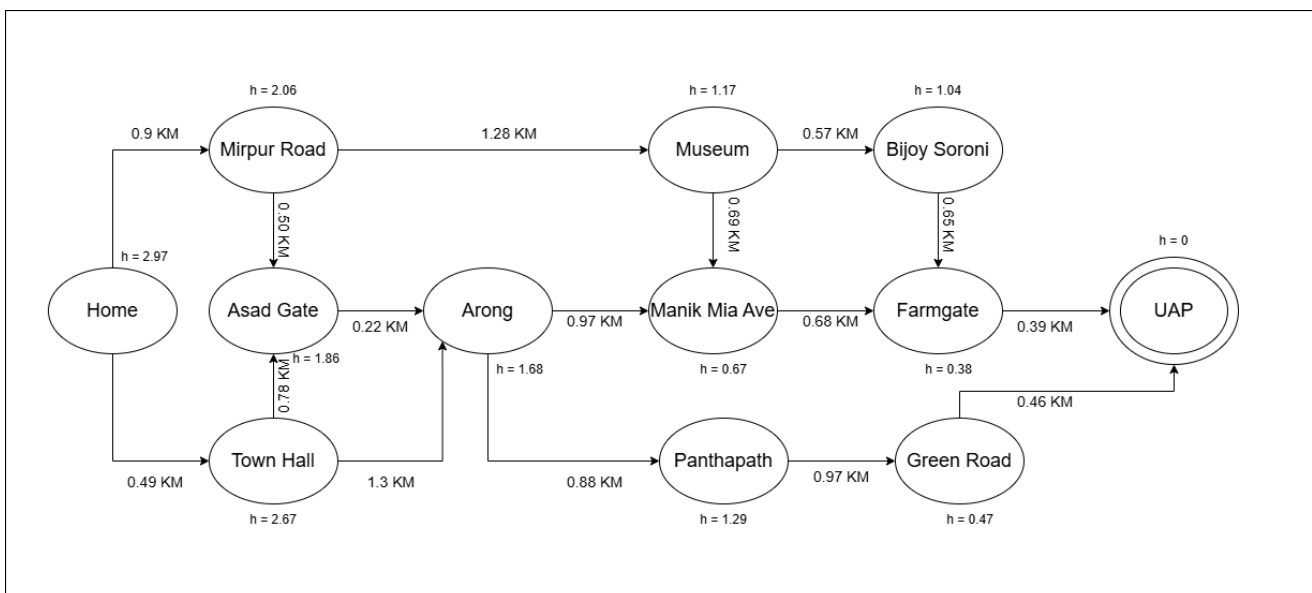 h = 2.06
h = 1.17
h = 1.04
0.9 KM
Mirpur Road
1.28 KM
Museum
0.57 KM
Bijoy Soroni
0.50 KM
0.69 KM
0.65 KM
h = 2.97
h = 0
Home
Asad Gate
0.22 KM
Arong
0.97 KM
Manik Mia Ave
0.68 KM
Farmgate
0.39 KM
UAP
h = 1.86
h = 1.68
h = 0.67
h = 0.38
0.78 KM
0.46 KM
0.49 KM
Town Hall
1.3 KM
0.88 KM
Panthapath
0.97 KM
Green Road
h = 2.67
h = 1.29
h = 0.47